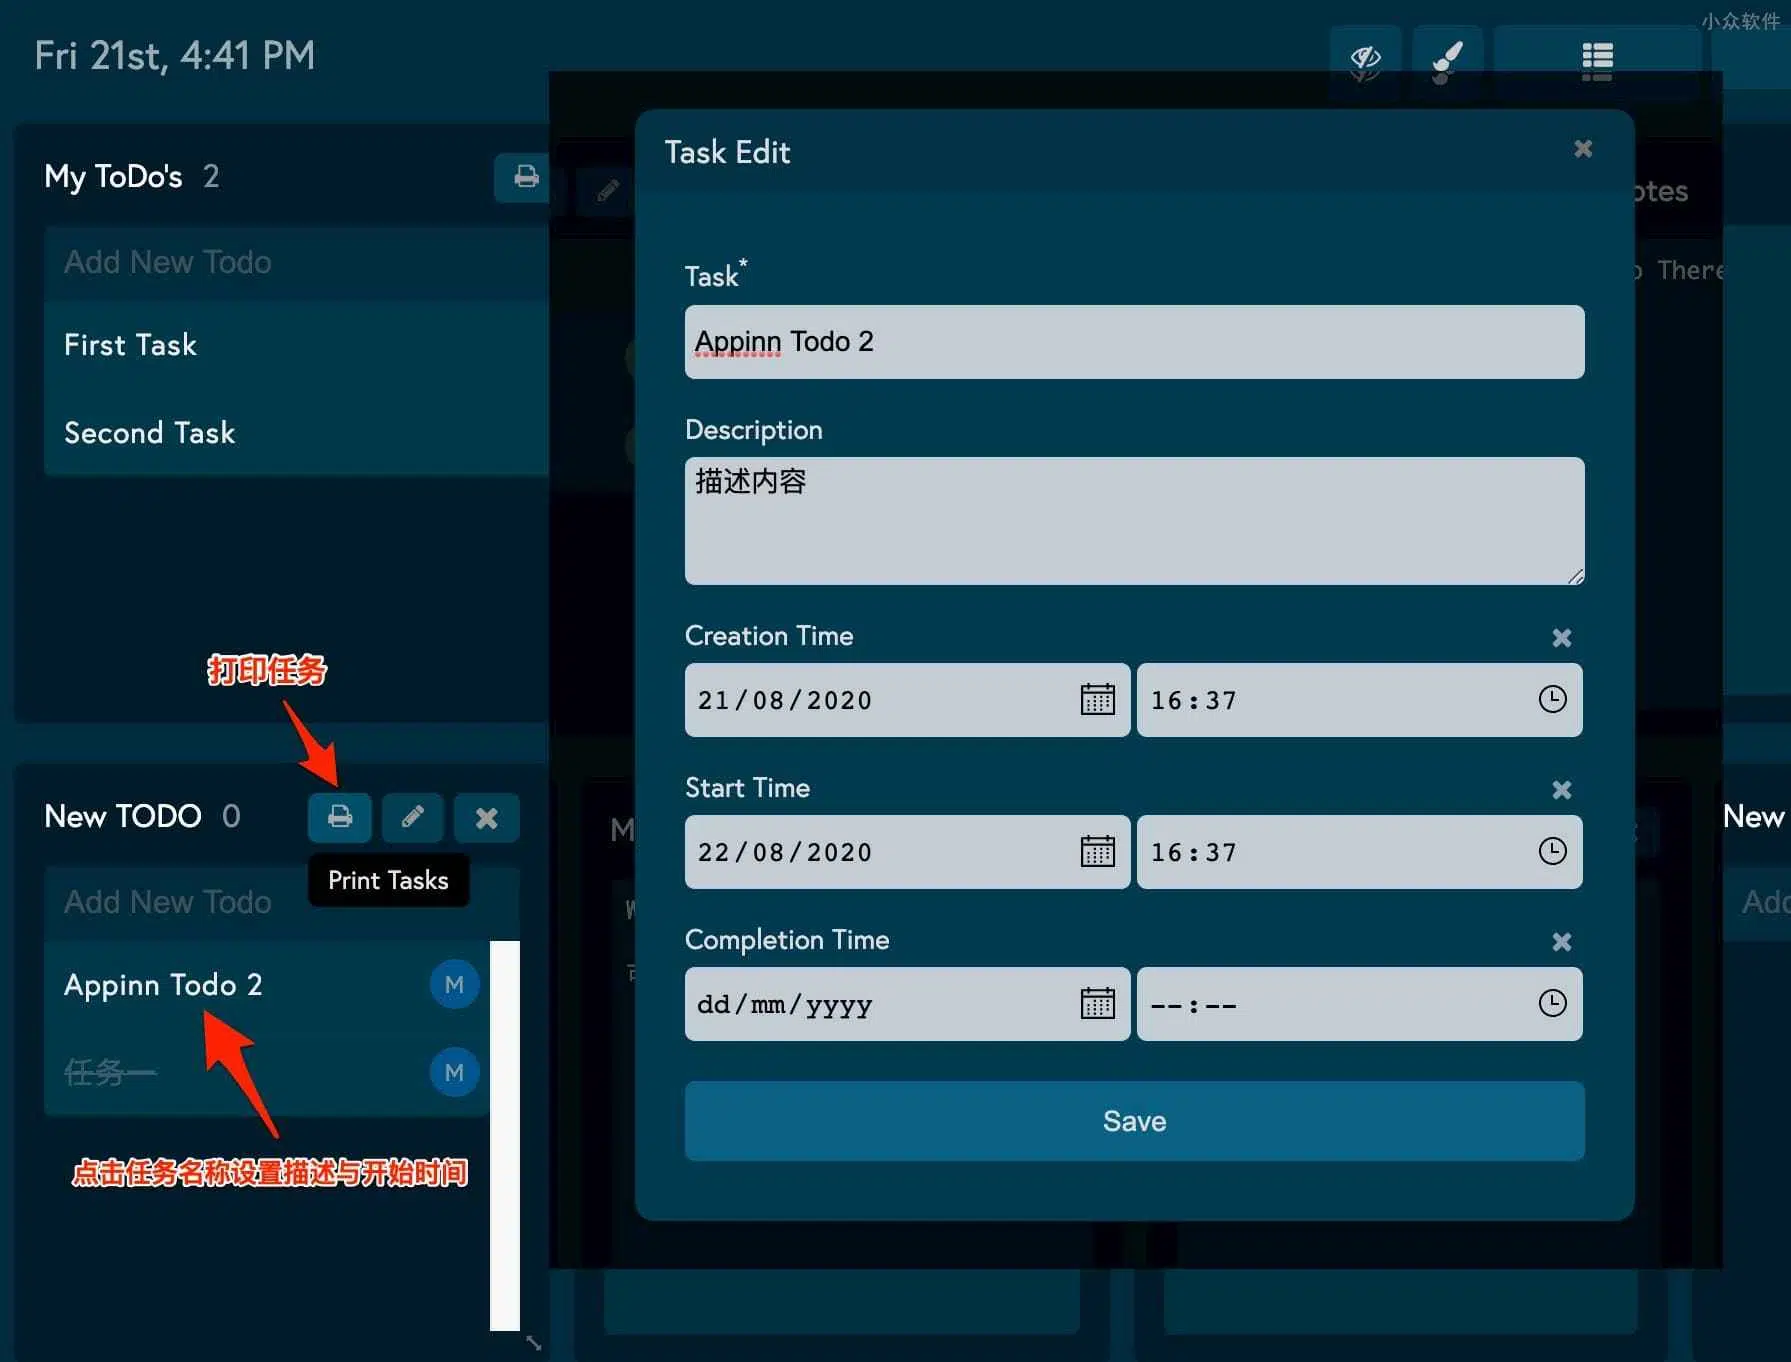 小众软件
Fri 21st, 4:41 PM
My ToDo's 2
Add New Todo
First Task
Second Task
打印任务
New TODO 0
Print Tasks
Add New Todo
Appinn Todo 2 M
任务一 M
点击任务名称设置描述与开始时间
Task Edit
Task*
Appinn Todo 2
Description
描述内容
Creation Time
21/08/2020 16:37
Start Time
22/08/2020 16:37
Completion Time
dd/mm/yyyy --:--
Save
otes
There
New